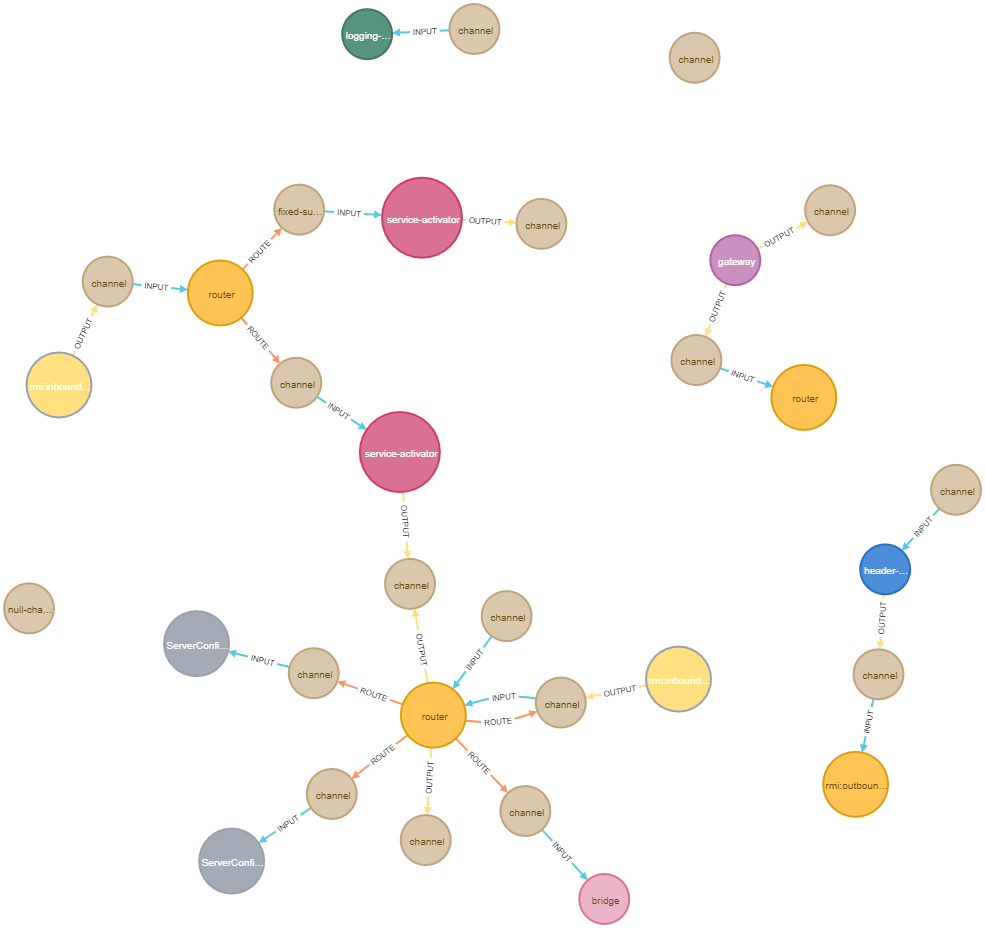 logging-...
INPUT
channel
channel
fixed-su...
INPUT
service-activator
OUTPUT
channel
channel
OUTPUT
gateway
ROUTE
channel
INPUT
router
OUTPUT
OUTPUT
ROUTE
channel
INPUT
router
rmi:inbound...
channel
INPUT
service-activator
channel
INPUT
header-...
OUTPUT
OUTPUT
channel
null-cha...
channel
ServerConfi...
INPUT
channel
OUTPUT
INPUT
channel
rmi:inbound...
OUTPUT
ROUTE
INPUT
channel
router
ROUTE
INPUT
ROUTE
ROUTE
OUTPUT
rmi:outboun...
channel
channel
INPUT
channel
INPUT
ServerConfi...
bridge